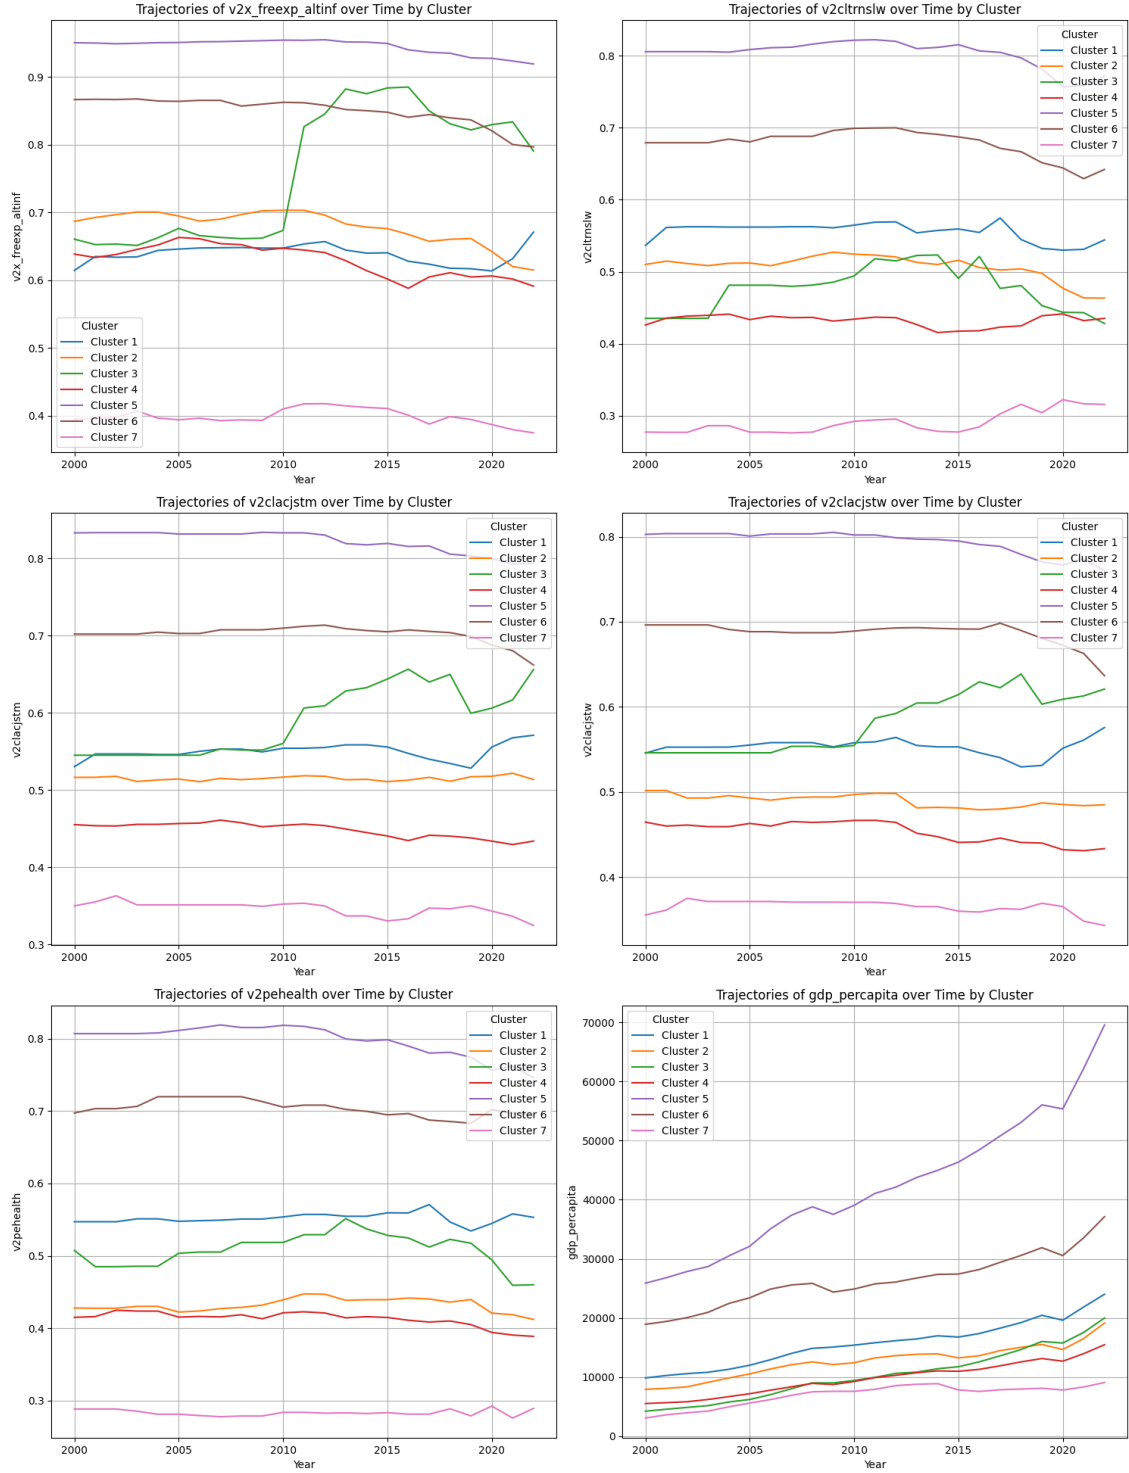 Trajectories of v2x_freexp_altinf over Time by Cluster
v2x_freexp_altinf
0.9
0.8
0.7
0.6
0.5
0.4
Cluster
Cluster 1
Cluster 2
Cluster 3
Cluster 4
Cluster 5
Cluster 6
Cluster 7
2000
2005
2010
2015
2020
Year
Trajectories of v2cltrnslw over Time by Cluster
v2cltrnslw
0.8
0.7
0.6
0.5
0.4
0.3
Cluster
Cluster 1
Cluster 2
Cluster 3
Cluster 4
Cluster 5
Cluster 6
Cluster 7
2000
2005
2010
2015
2020
Year
Trajectories of v2clacjstm over Time by Cluster
v2clacjstm
0.8
0.7
0.6
0.5
0.4
0.3
Cluster
Cluster 1
Cluster 2
Cluster 3
Cluster 4
Cluster 5
Cluster 6
Cluster 7
2000
2005
2010
2015
2020
Year
Trajectories of v2clacjstw over Time by Cluster
v2clacjstw
0.8
0.7
0.6
0.5
0.4
Cluster
Cluster 1
Cluster 2
Cluster 3
Cluster 4
Cluster 5
Cluster 6
Cluster 7
2000
2005
2010
2015
2020
Year
Trajectories of v2pehealth over Time by Cluster
v2pehealth
0.8
0.7
0.6
0.5
0.4
0.3
Cluster
Cluster 1
Cluster 2
Cluster 3
Cluster 4
Cluster 5
Cluster 6
Cluster 7
2000
2005
2010
2015
2020
Year
Trajectories of gdp_percapita over Time by Cluster
gdp_percapita
70000
60000
50000
40000
30000
20000
10000
0
Cluster
Cluster 1
Cluster 2
Cluster 3
Cluster 4
Cluster 5
Cluster 6
Cluster 7
2000
2005
2010
2015
2020
Year